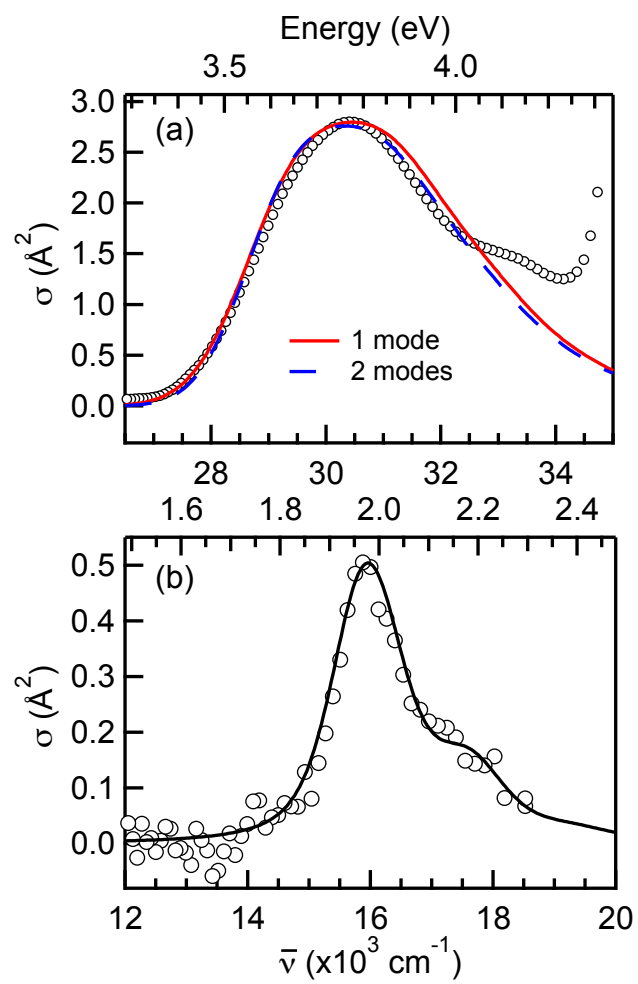 Energy (eV)
3.5 4.0
3.0
(a)
2.5
2.0
1.5
1.0
0.5
0.0
σ (Å²)
1 mode
2 modes
28 30 32 34
1.6 1.8 2.0 2.2 2.4
0.5
(b)
0.4
0.3
0.2
0.1
0.0
σ (Å²)
12 14 16 18 20
ν̅ (x10³ cm⁻¹)